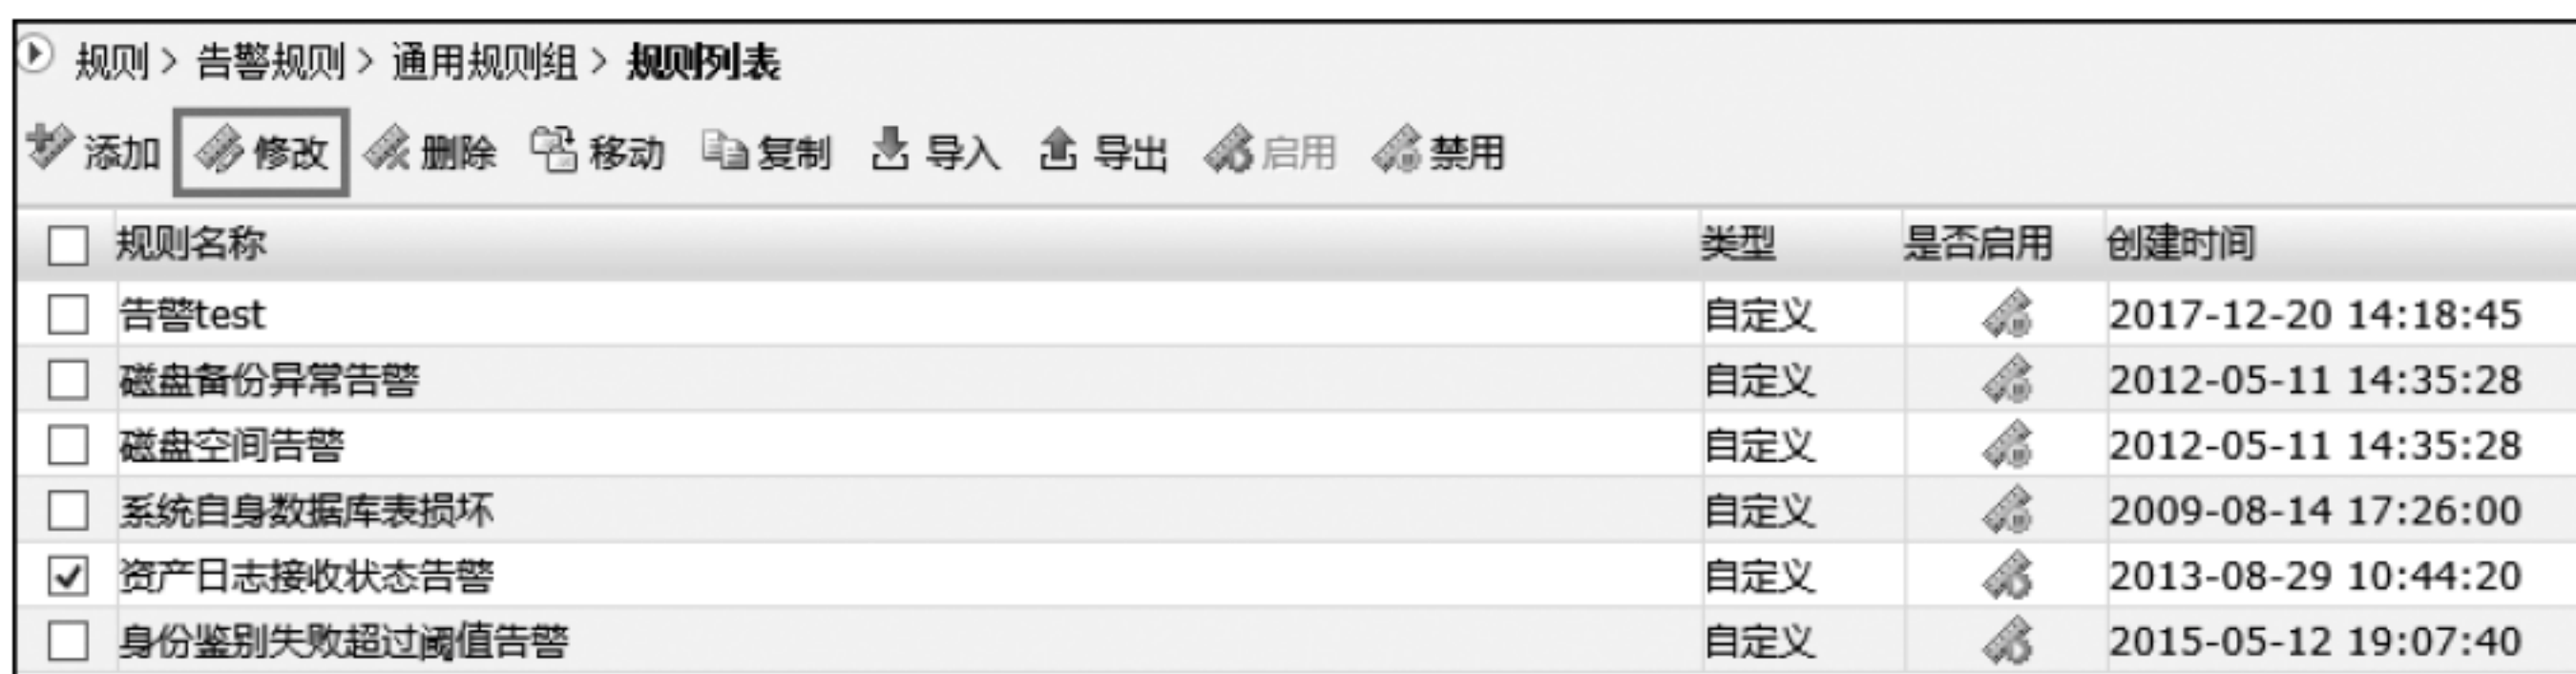 规则 > 告警规则 > 通用规则组 > 规则列表
添加 修改 删除 移动 复制 导入 导出 启用 禁用
规则名称 类型 是否启用 创建时间
告警test 自定义 2017-12-20 14:18:45
磁盘备份异常告警 自定义 2012-05-11 14:35:28
磁盘空间告警 自定义 2012-05-11 14:35:28
系统自身数据库表损坏 自定义 2009-08-14 17:26:00
资产日志接收状态告警 自定义 2013-08-29 10:44:20
身份鉴别失败超过阈值告警 自定义 2015-05-12 19:07:40